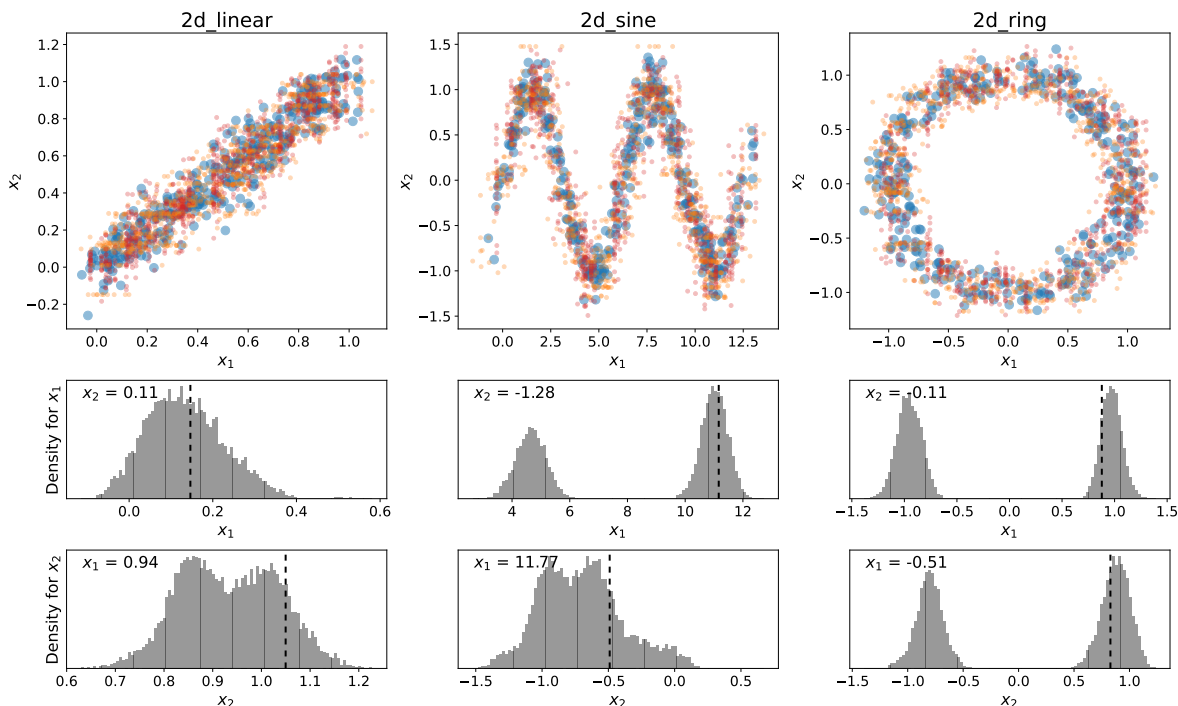 2d_linear 2d_sine 2d_ring
1.2 1.0 0.8 0.6 0.4 0.2 0.0 −0.2
x₂
0.0 0.2 0.4 0.6 0.8 1.0
x₁
1.5 1.0 0.5 0.0 −0.5 −1.0 −1.5
x₂
0.0 2.5 5.0 7.5 10.0 12.5
x₁
1.0 0.5 0.0 −0.5 −1.0
x₂
−1.0 −0.5 0.0 0.5 1.0
x₁
Density for x₁
x₂ = 0.11
0.0 0.2 0.4 0.6
x₁
x₂ = -1.28
4 6 8 10 12
x₁
x₂ = -0.11
−1.5 −1.0 −0.5 0.0 0.5 1.0 1.5
x₁
Density for x₂
x₁ = 0.94
0.6 0.7 0.8 0.9 1.0 1.1 1.2
x₂
x₁ = 11.77
−1.5 −1.0 −0.5 0.0 0.5
x₂
x₁ = -0.51
−1.5 −1.0 −0.5 0.0 0.5 1.0
x₂